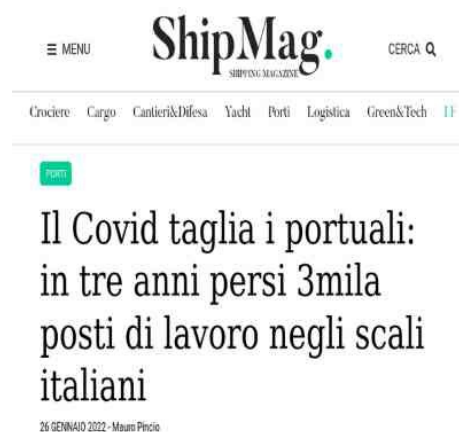 ☰ MENU
ShipMag.
SHIPPING MAGAZINE
CERCA
Crociere Cargo Cantieri&Difesa Yacht Porti Logistica Green&Tech
PORTI
Il Covid taglia i portuali:
in tre anni persi 3mila
posti di lavoro negli scali
italiani
26 GENNAIO 2022 - Mauro Pincio